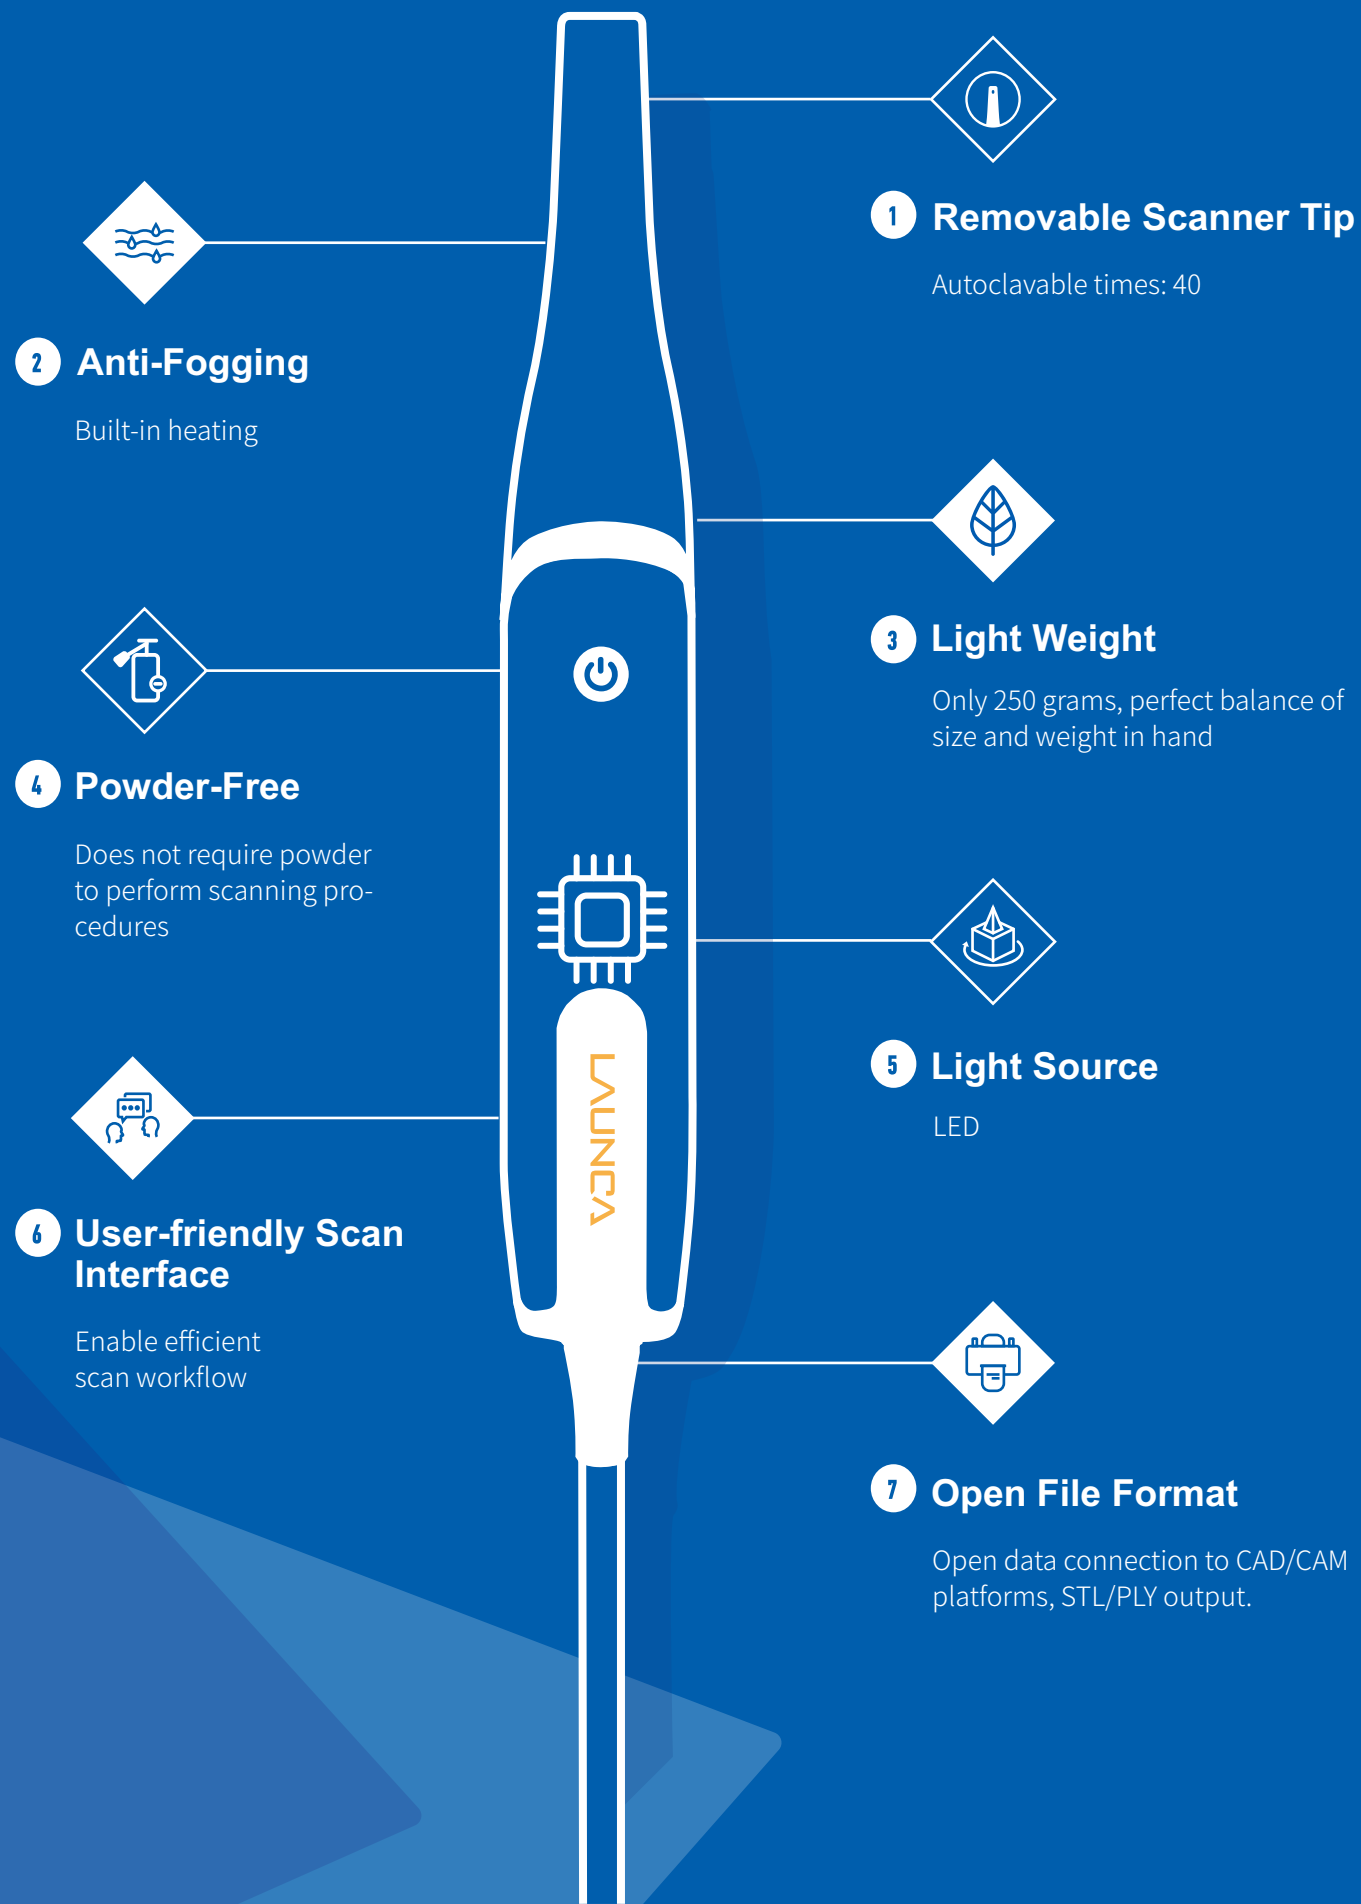 1 Removable Scanner Tip
Autoclavable times: 40
2 Anti-Fogging
Built-in heating
3 Light Weight
Only 250 grams, perfect balance of
size and weight in hand
4 Powder-Free
Does not require powder
to perform scanning pro-
cedures
5 Light Source
LED
LAUNCA
6 User-friendly Scan
Interface
Enable efficient
scan workflow
7 Open File Format
Open data connection to CAD/CAM
platforms, STL/PLY output.